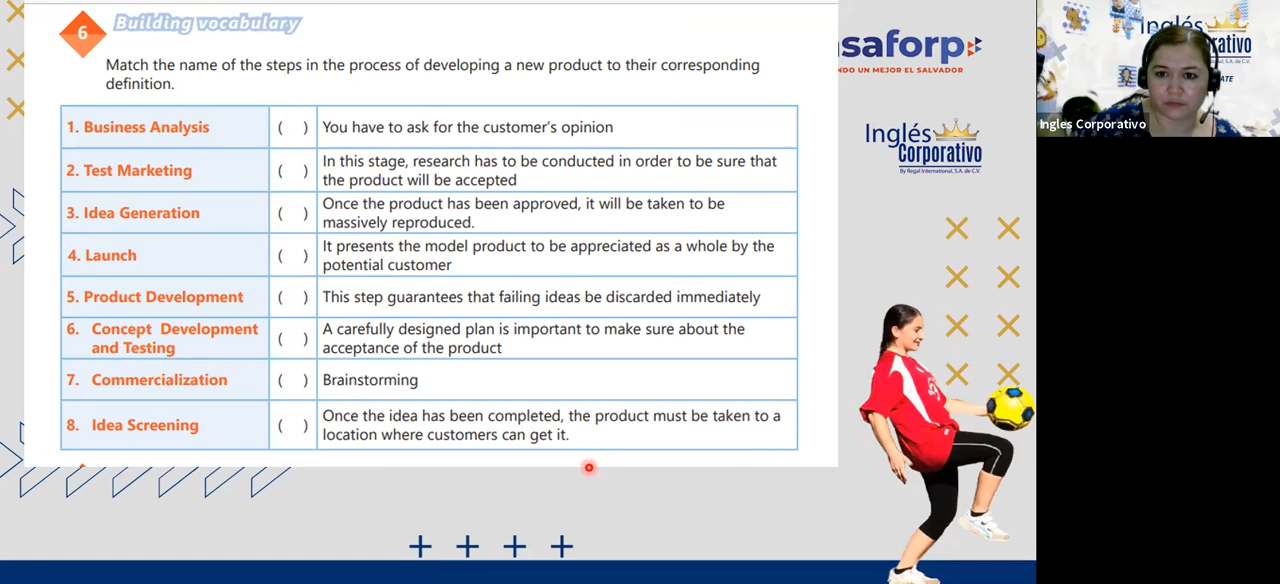 6
Building vocabulary
Match the name of the steps in the process of developing a new product to their corresponding
definition.
1. Business Analysis ( ) You have to ask for the customer's opinion
2. Test Marketing ( ) In this stage, research has to be conducted in order to be sure that
the product will be accepted
3. Idea Generation ( ) Once the product has been approved, it will be taken to be
massively reproduced.
4. Launch ( ) It presents the model product to be appreciated as a whole by the
potential customer
5. Product Development ( ) This step guarantees that failing ideas be discarded immediately
6. Concept Development
and Testing ( ) A carefully designed plan is important to make sure about the
acceptance of the product
7. Commercialization ( ) Brainstorming
8. Idea Screening ( ) Once the idea has been completed, the product must be taken to a
location where customers can get it.
saforp
NDO UN MEJOR EL SALVADOR
Inglés
Corporativo
By Regal International, S.A. de C.V.
Inglés
rativo
Ingles Corporativo